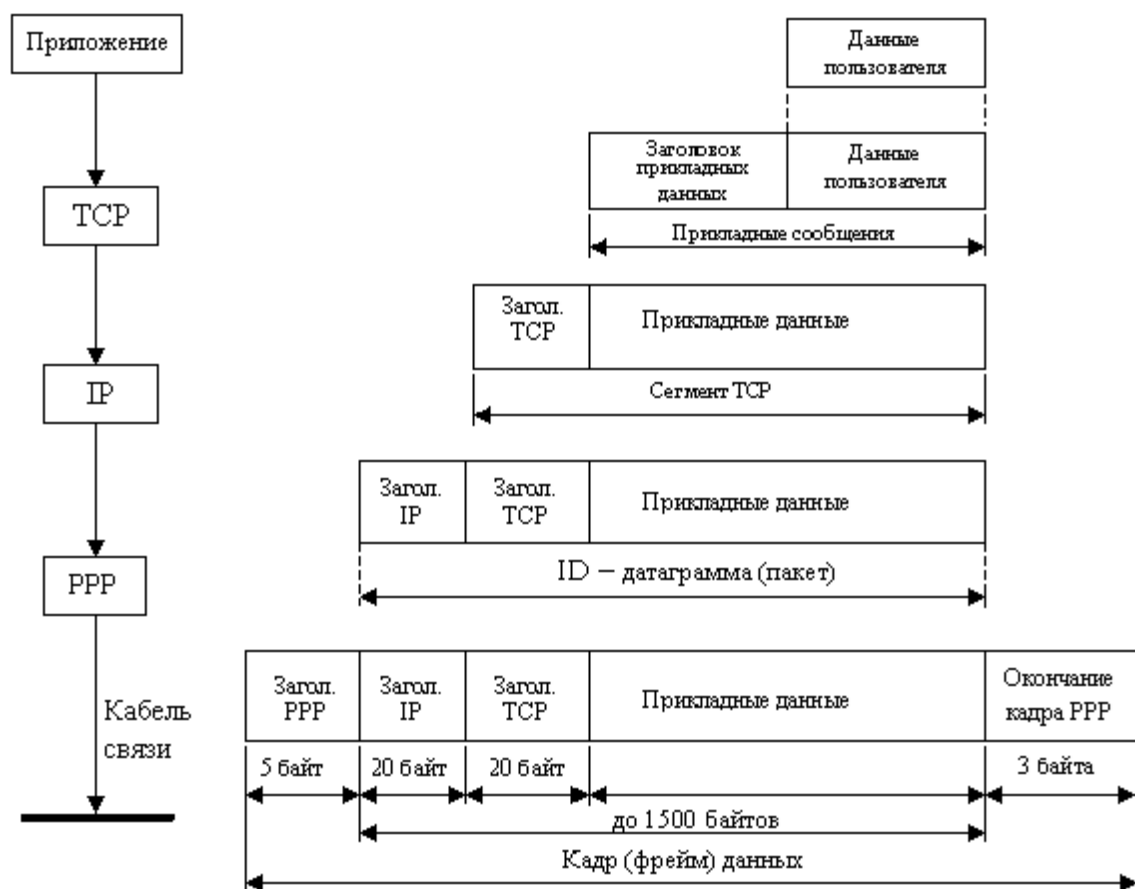 Приложение
TCP
IP
PPP
Кабель
связи
Данные
пользователя
Заголовок
прикладных
данных
Данные
пользователя
Прикладные сообщения
Загол.
TCP
Прикладные данные
Сегмент TCP
Загол.
IP
Загол.
TCP
Прикладные данные
ID – датаграмма (пакет)
Загол.
PPP
Загол.
IP
Загол.
TCP
Прикладные данные
Окончание
кадра PPP
5 байт
20 байт
20 байт
3 байта
до 1500 байтов
Кадр (фрейм) данных